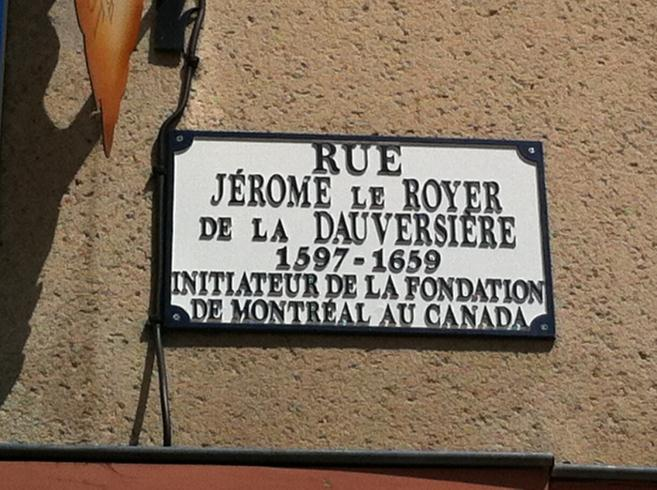 RUE
JÉROME LE ROYER
DE LA DAUVERSIÈRE
1597-1659
INITIATEUR DE LA FONDATION
DE MONTRÉAL AU CANADA